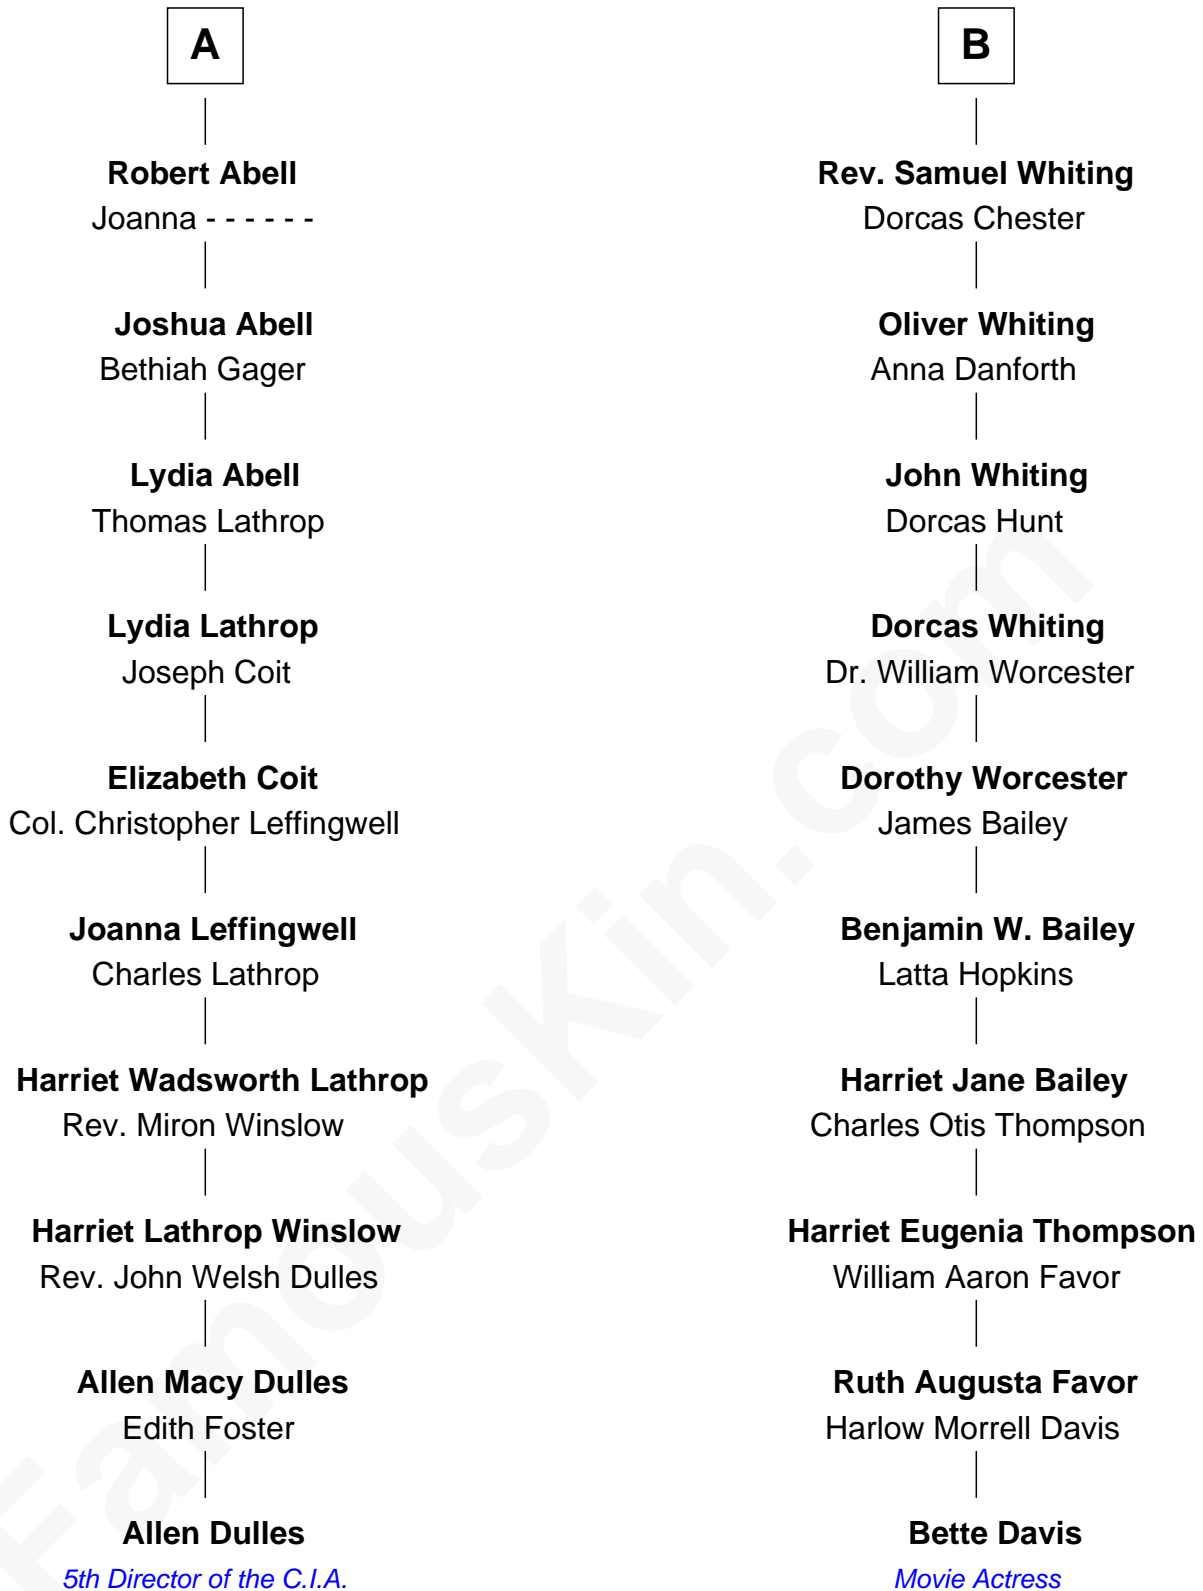 A
Robert Abell
Joanna - - - - - -
Joshua Abell
Bethiah Gager
Lydia Abell
Thomas Lathrop
Lydia Lathrop
Joseph Coit
Elizabeth Coit
Col. Christopher Leffingwell
Joanna Leffingwell
Charles Lathrop
Harriet Wadsworth Lathrop
Rev. Miron Winslow
Harriet Lathrop Winslow
Rev. John Welsh Dulles
Allen Macy Dulles
Edith Foster
Allen Dulles
5th Director of the C.I.A.
B
Rev. Samuel Whiting
Dorcas Chester
Oliver Whiting
Anna Danforth
John Whiting
Dorcas Hunt
Dorcas Whiting
Dr. William Worcester
Dorothy Worcester
James Bailey
Benjamin W. Bailey
Latta Hopkins
Harriet Jane Bailey
Charles Otis Thompson
Harriet Eugenia Thompson
William Aaron Favor
Ruth Augusta Favor
Harlow Morrell Davis
Bette Davis
Movie Actress
FamousKin.com